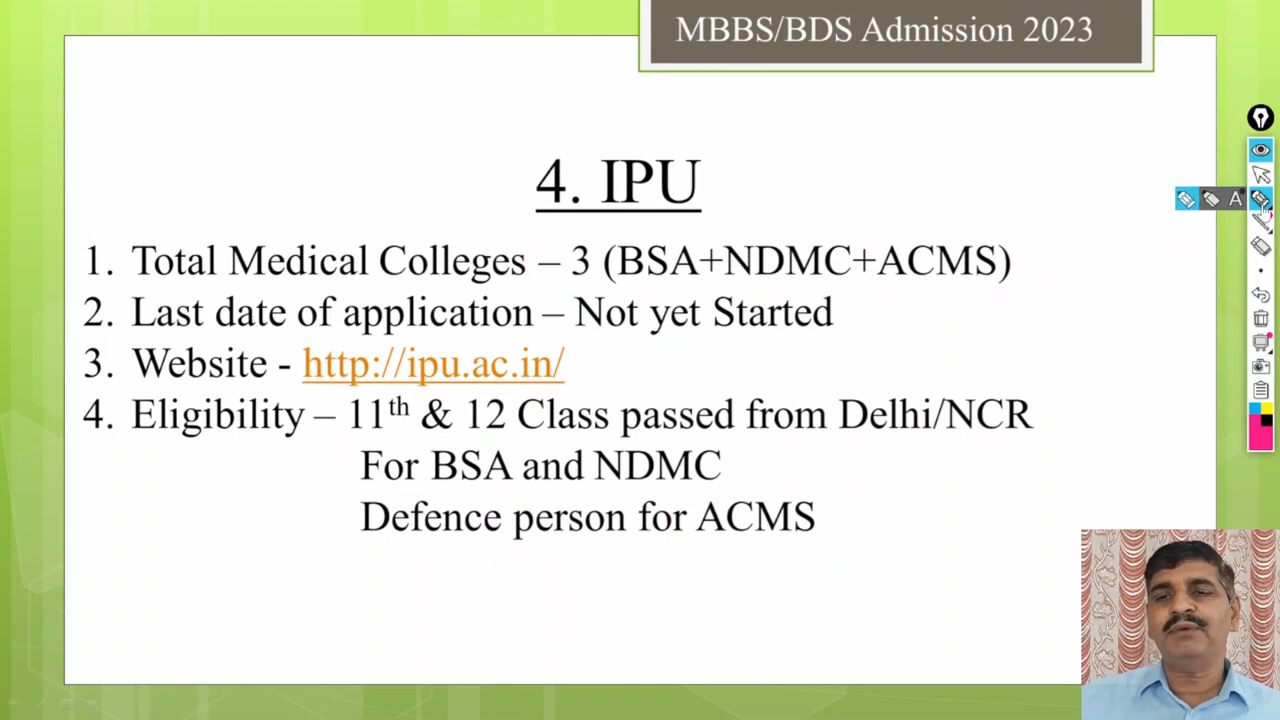 MBBS/BDS Admission 2023
4. IPU
1. Total Medical Colleges – 3 (BSA+NDMC+ACMS)
2. Last date of application – Not yet Started
3. Website - http://ipu.ac.in/
4. Eligibility – 11th & 12 Class passed from Delhi/NCR
For BSA and NDMC
Defence person for ACMS
A